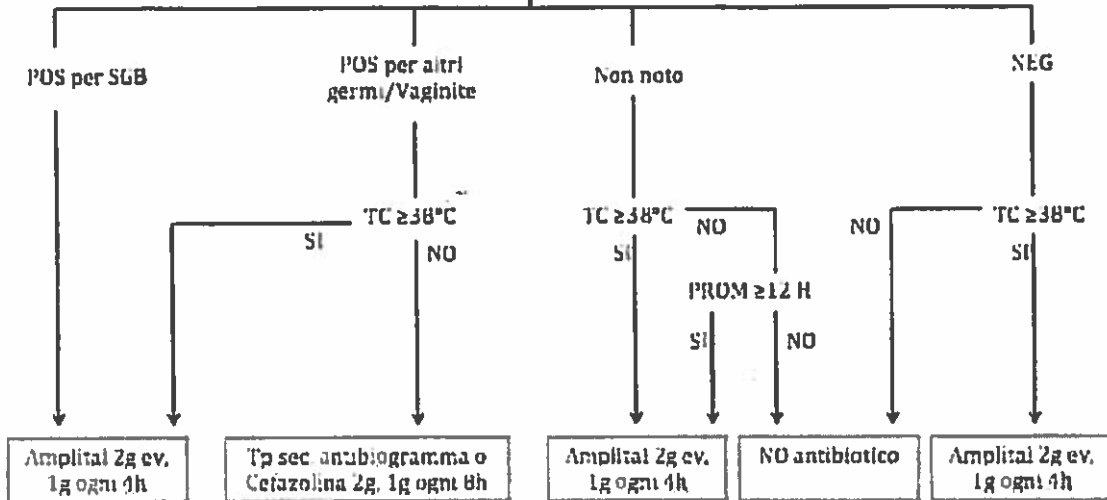 POS per SGB
POS per altri
germi/Vaginite
Non noto
NEG
TC ≥38°C
SI
NO
TC ≥38°C
NO
SI
PROM ≥12 H
SI
NO
TC ≥38°C
NO
SI
Amplital 2g ev.
1g ogni 4h
Tp sec. antibiogramma o
Cefazolina 2g, 1g ogni 8h
Amplital 2g ev.
1g ogni 4h
NO antibiotico
Amplital 2g ev.
1g ogni 4h